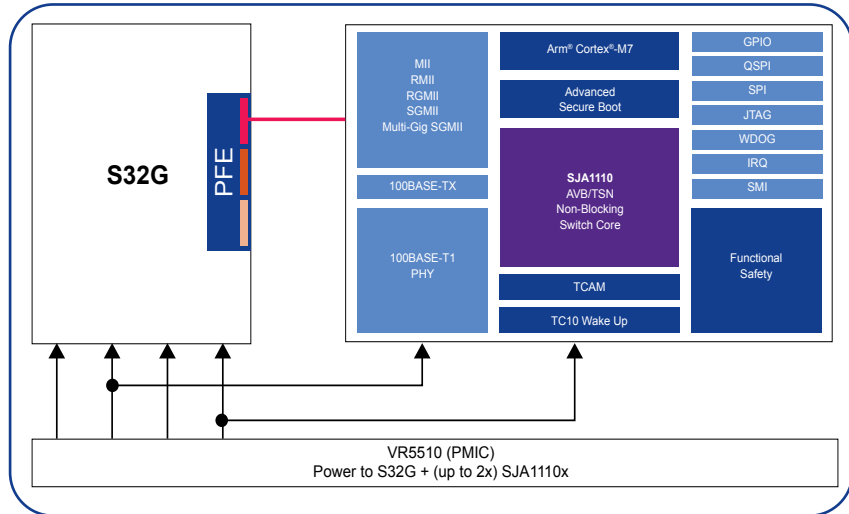 S32G
PFE
MII
RMII
RGMII
SGMII
Multi-Gig SGMII
100BASE-TX
100BASE-T1
PHY
Arm® Cortex®-M7
Advanced
Secure Boot
SJA1110
AVB/TSN
Non-Blocking
Switch Core
TCAM
TC10 Wake Up
GPIO
QSPI
SPI
JTAG
WDOG
IRQ
SMI
Functional
Safety
VR5510 (PMIC)
Power to S32G + (up to 2x) SJA1110x